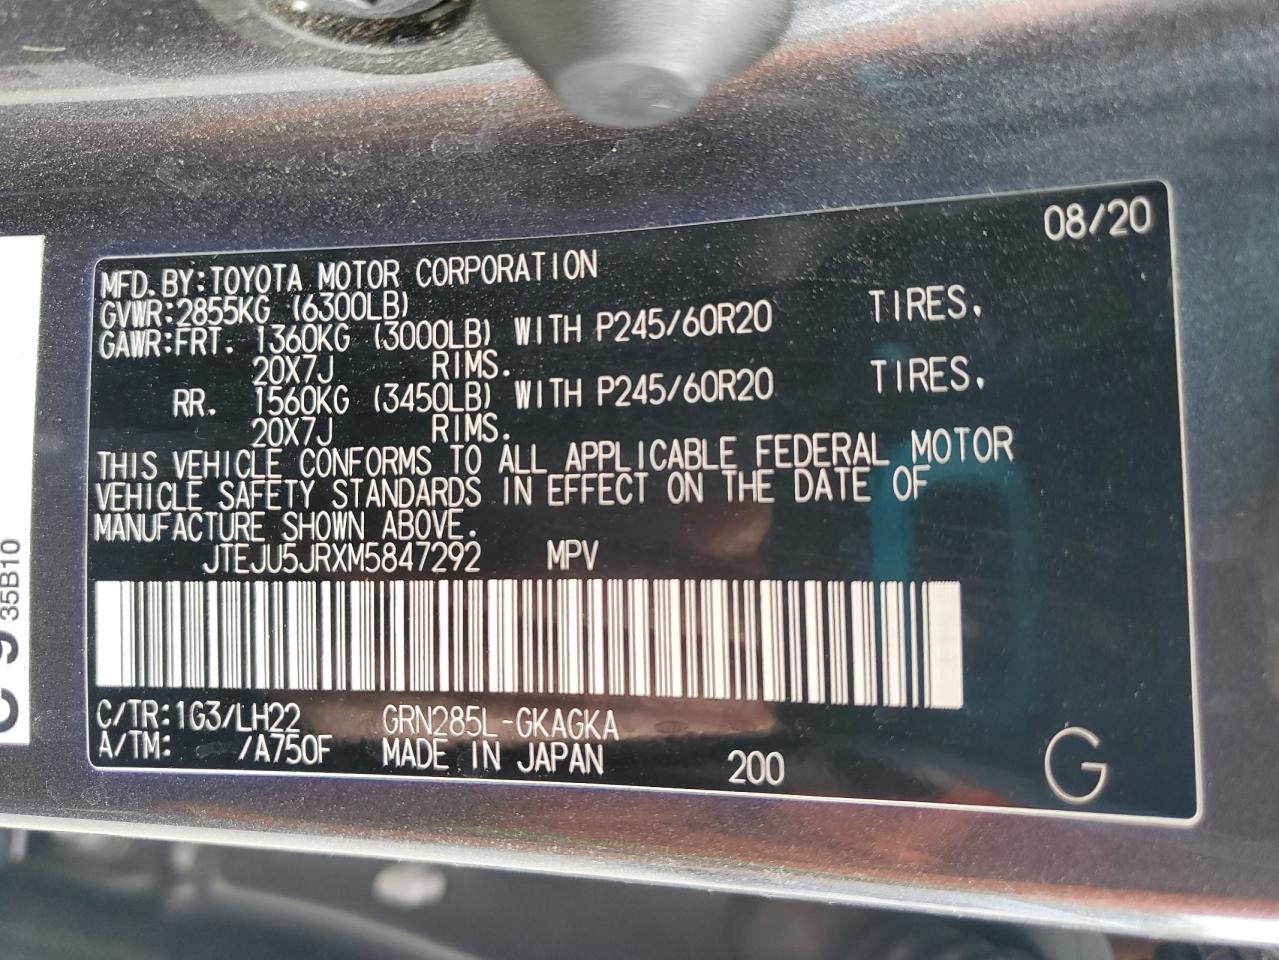 08/20
MFD.BY:TOYOTA MOTOR CORPORATION
GVWR:2855KG (6300LB)
GAWR:FRT. 1360KG (3000LB) WITH P245/60R20 TIRES.
20X7J RIMS.
RR. 1560KG (3450LB) WITH P245/60R20 TIRES.
20X7J RIMS.
THIS VEHICLE CONFORMS TO ALL APPLICABLE FEDERAL MOTOR
VEHICLE SAFETY STANDARDS IN EFFECT ON THE DATE OF
MANUFACTURE SHOWN ABOVE.
JTEJU5JRXM5847292 MPV
C/TR:1G3/LH22 GRN285L-GKAGKA
A/TM: /A750F MADE IN JAPAN 200 G
35B10